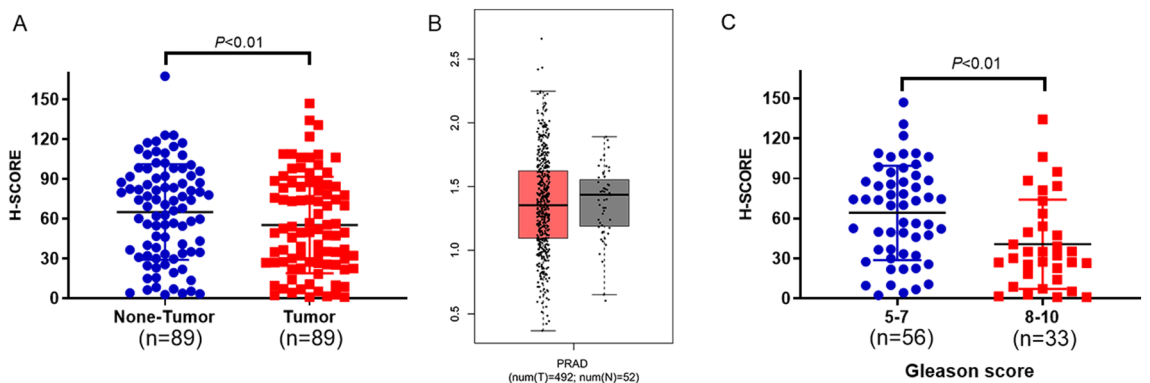 A
P<0.01
H-SCORE
150
120
90
60
30
0
None-Tumor
Tumor
(n=89)
(n=89)
B
2.5
2.0
1.5
1.0
0.5
PRAD
(num(T)=492; num(N)=52)
C
P<0.01
H-SCORE
150
120
90
60
30
0
5-7
8-10
(n=56)
(n=33)
Gleason score